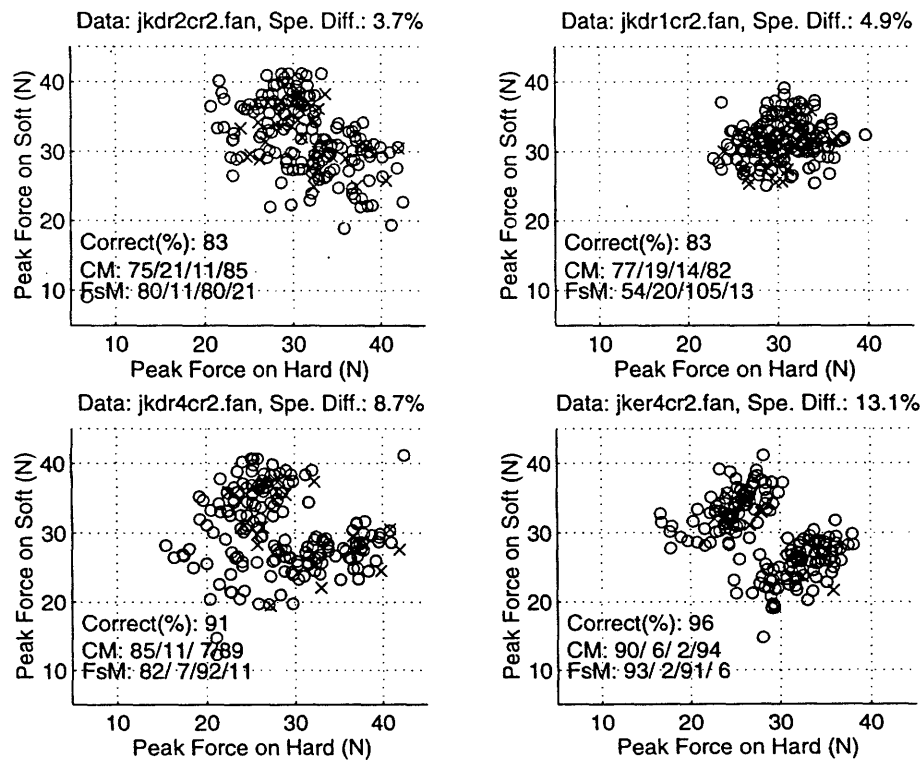 Data: jkdr2cr2.fan, Spe. Diff.: 3.7%
Peak Force on Soft (N)
40
30
20
10
Correct(%): 83
CM: 75/21/11/85
FsM: 80/11/80/21
10 20 30 40
Peak Force on Hard (N)
Data: jkdr1cr2.fan, Spe. Diff.: 4.9%
Peak Force on Soft (N)
40
30
20
10
Correct(%): 83
CM: 77/19/14/82
FsM: 54/20/105/13
10 20 30 40
Peak Force on Hard (N)
Data: jkdr4cr2.fan, Spe. Diff.: 8.7%
Peak Force on Soft (N)
40
30
20
10
Correct(%): 91
CM: 85/11/ 7/89
FsM: 82/ 7/92/11
10 20 30 40
Peak Force on Hard (N)
Data: jker4cr2.fan, Spe. Diff.: 13.1%
Peak Force on Soft (N)
40
30
20
10
Correct(%): 96
CM: 90/ 6/ 2/94
FsM: 93/ 2/91/ 6
10 20 30 40
Peak Force on Hard (N)